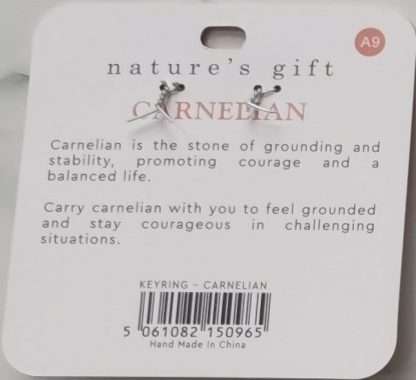 A9
nature's gift
CARNELIAN
Carnelian is the stone of grounding and
stability, promoting courage and a
balanced life.
Carry carnelian with you to feel grounded
and stay courageous in challenging
situations.
KEYRING - CARNELIAN
5 061082 150965
Hand Made In China